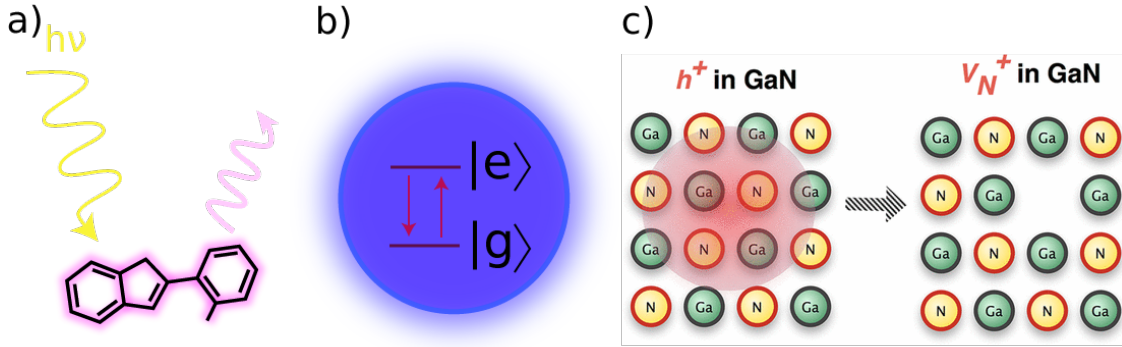 a)
hν
b)
|e⟩
|g⟩
c)
h⁺ in GaN
Ga N Ga N
N Ga N Ga
Ga N Ga N
N Ga N Ga
V_N⁺ in GaN
Ga N Ga N
N Ga Ga
Ga N Ga N
N Ga N Ga